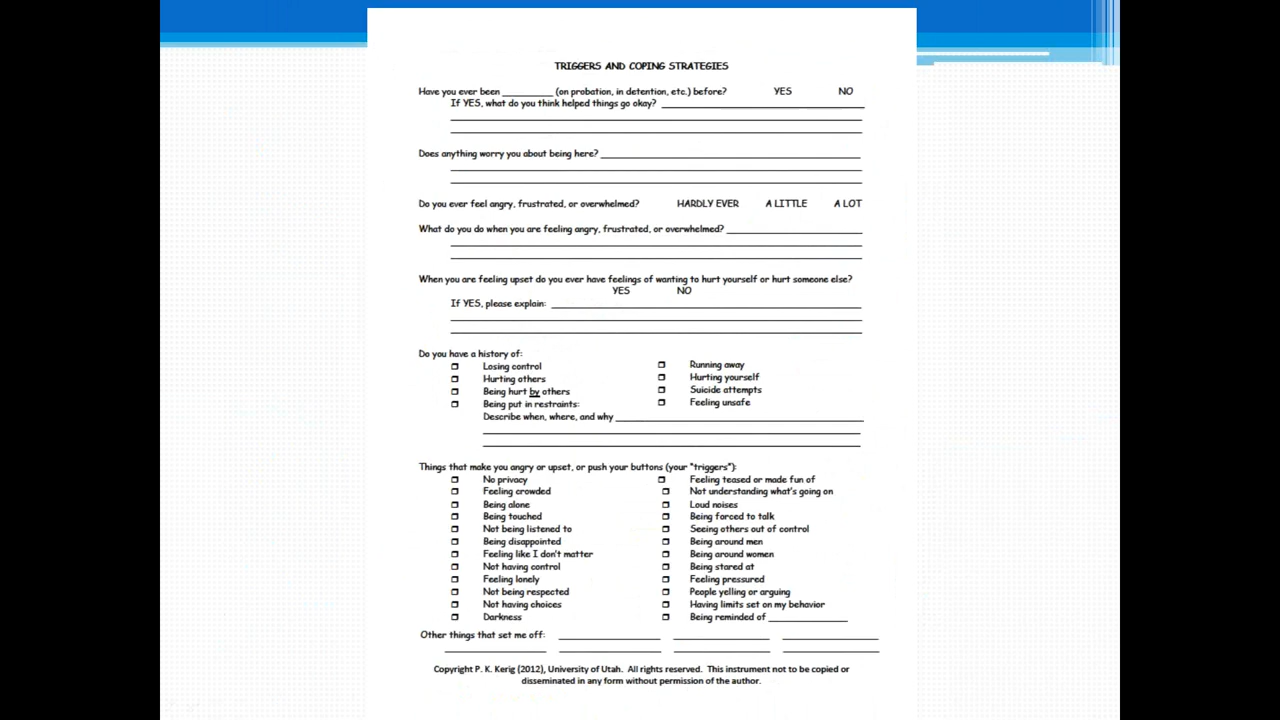 TRIGGERS AND COPING STRATEGIES
Have you ever been _________ (on probation, in detention, etc.) before? YES NO
If YES, what do you think helped things go okay?
Does anything worry you about being here?
Do you ever feel angry, frustrated, or overwhelmed? HARDLY EVER A LITTLE A LOT
What do you do when you are feeling angry, frustrated, or overwhelmed?
When you are feeling upset do you ever have feelings of wanting to hurt yourself or hurt someone else?
YES NO
If YES, please explain:
Do you have a history of:
Losing control Running away
Hurting others Hurting yourself
Being hurt by others Suicide attempts
Being put in restraints: Feeling unsafe
Describe when, where, and why
Things that make you angry or upset, or push your buttons (your "triggers"):
No privacy Feeling teased or made fun of
Feeling crowded Not understanding what's going on
Being alone Loud noises
Being touched Being forced to talk
Not being listened to Seeing others out of control
Being disappointed Being around men
Feeling like I don't matter Being around women
Not having control Being stared at
Feeling lonely Feeling pressured
Not being respected People yelling or arguing
Not having choices Having limits set on my behavior
Darkness Being reminded of
Other things that set me off:
Copyright P. K. Kerig (2012), University of Utah. All rights reserved. This instrument not to be copied or
disseminated in any form without permission of the author.